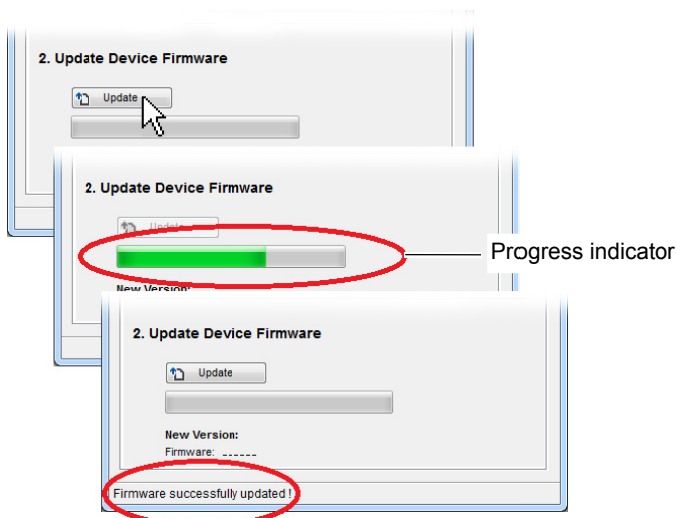 2. Update Device Firmware
Update
2. Update Device Firmware
Update
Progress indicator
New Version:
2. Update Device Firmware
Update
New Version:
Firmware: ------
Firmware successfully updated !